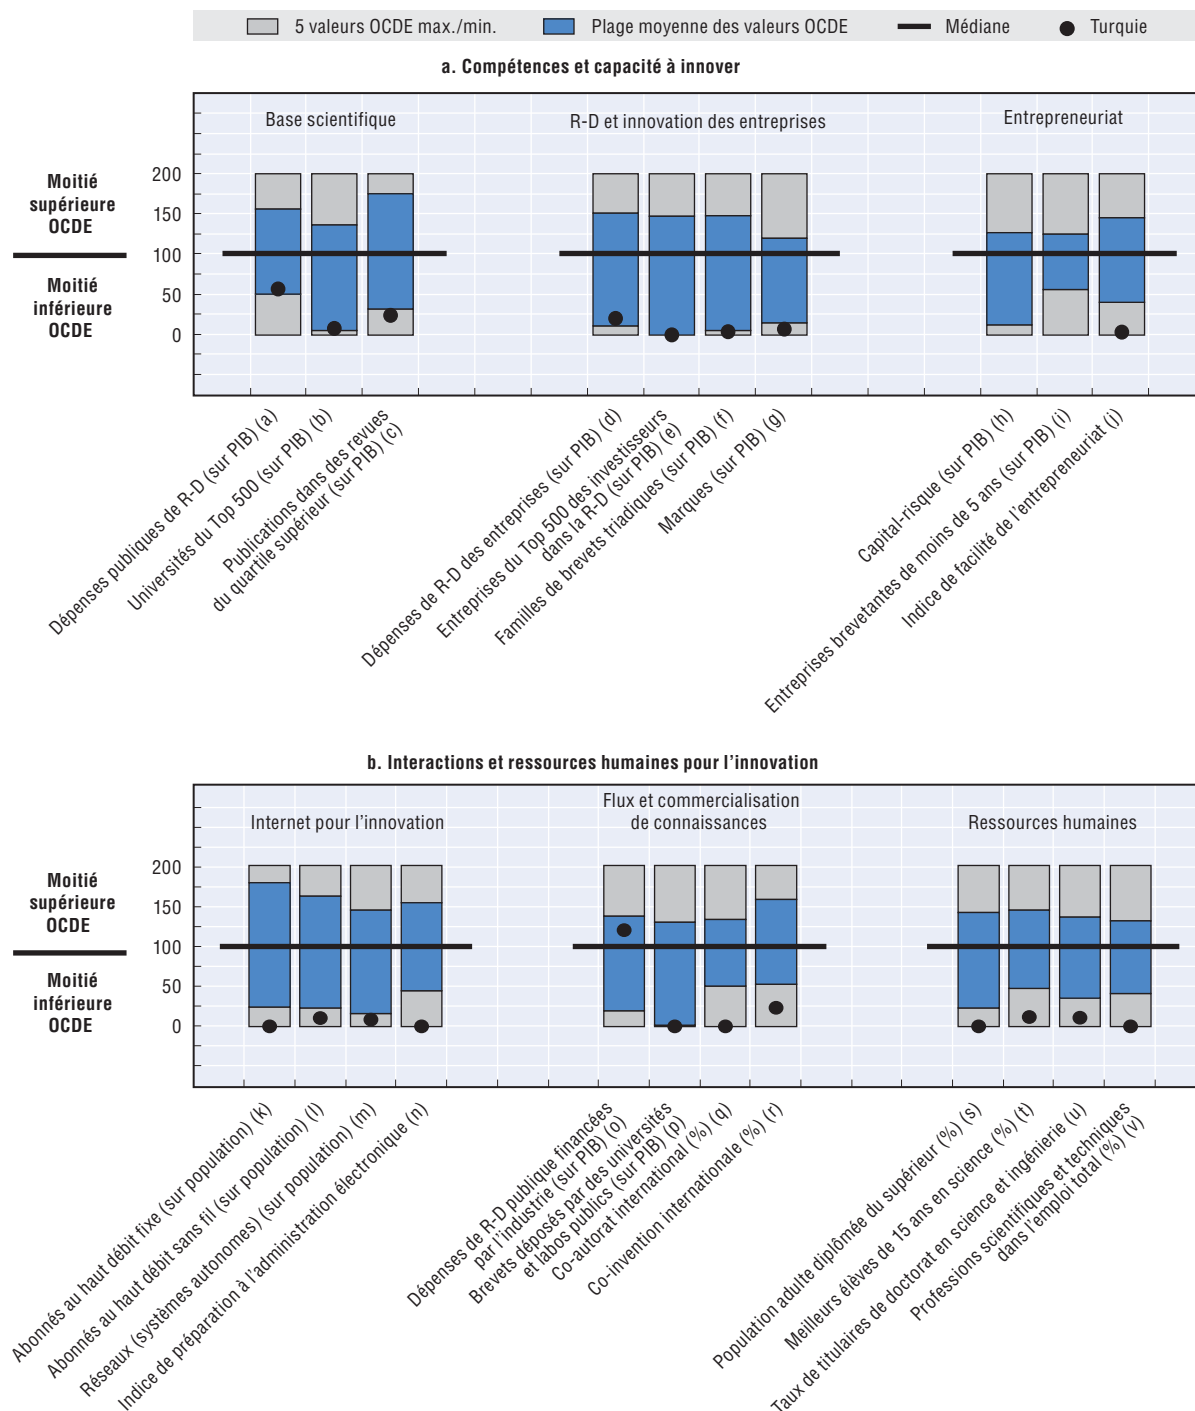 5 valeurs OCDE max./min. Plage moyenne des valeurs OCDE Médiane Turquie
a. Compétences et capacité à innover
Base scientifique
R-D et innovation des entreprises
Entrepreneuriat
Moitié
supérieure
OCDE
Moitié
inférieure
OCDE
200
150
100
50
0
Dépenses publiques de R-D (sur PIB) (a)
Universités du Top 500 (sur PIB) (b)
Publications dans des revues
du quartile supérieur (sur PIB) (c)
Dépenses de R-D des entreprises (sur PIB) (d)
Entreprises du Top 500 des investisseurs
dans la R-D (sur PIB) (e)
Familles de brevets triadiques (sur PIB) (f)
Marques (sur PIB) (g)
Capital-risque (sur PIB) (h)
Entreprises brevetantes de moins de 5 ans (sur PIB) (i)
Indice de facilité de l'entrepreneuriat (j)
b. Interactions et ressources humaines pour l'innovation
Internet pour l'innovation
Flux et commercialisation
de connaissances
Ressources humaines
Moitié
supérieure
OCDE
Moitié
inférieure
OCDE
200
150
100
50
0
Abonnés au haut débit fixe (sur population) (k)
Abonnés au haut débit sans fil (sur population) (l)
Réseaux (systèmes autonomes) (sur population) (m)
Indice de préparation à l'administration électronique (n)
Dépenses de R-D publique financées
par l'industrie (sur PIB) (o)
Brevets déposés par des universités
et labos publics (sur PIB) (p)
Co-autorat international (%) (q)
Co-invention internationale (%) (r)
Population adulte diplômée du supérieur (%) (s)
Meilleurs élèves de 15 ans en science (%) (t)
Taux de titulaires de doctorat en science et ingénierie (u)
Professions scientifiques et techniques
dans l'emploi total (%) (v)